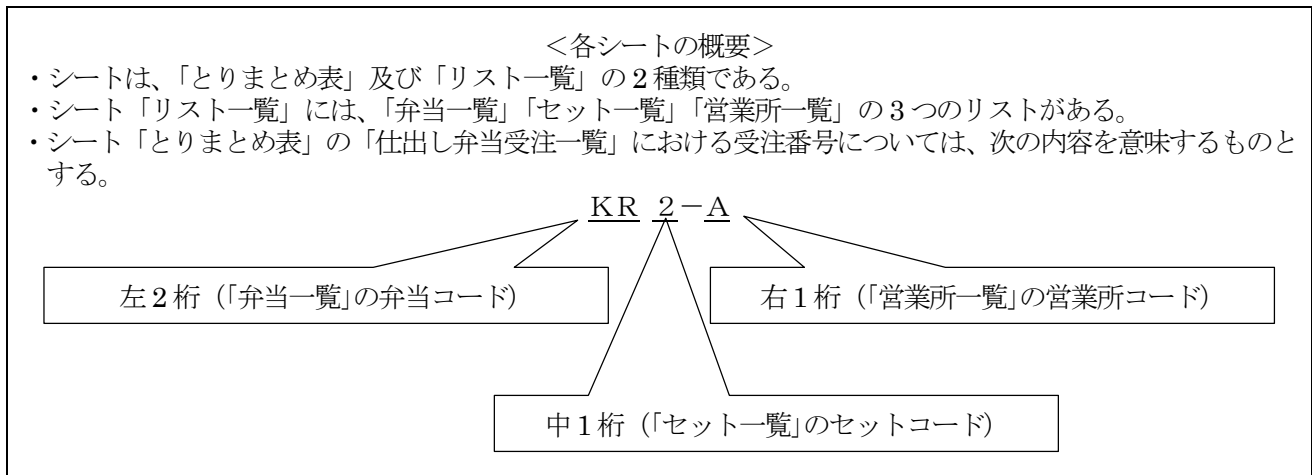 ＜各シートの概要＞
・シートは、「とりまとめ表」及び「リスト一覧」の２種類である。
・シート「リスト一覧」には、「弁当一覧」「セット一覧」「営業所一覧」の３つのリストがある。
・シート「とりまとめ表」の「仕出し弁当受注一覧」における受注番号については、次の内容を意味するものと
する。
ＫＲ ２－Ａ
左２桁（「弁当一覧」の弁当コード）
右１桁（「営業所一覧」の営業所コード）
中１桁（「セット一覧」のセットコード）